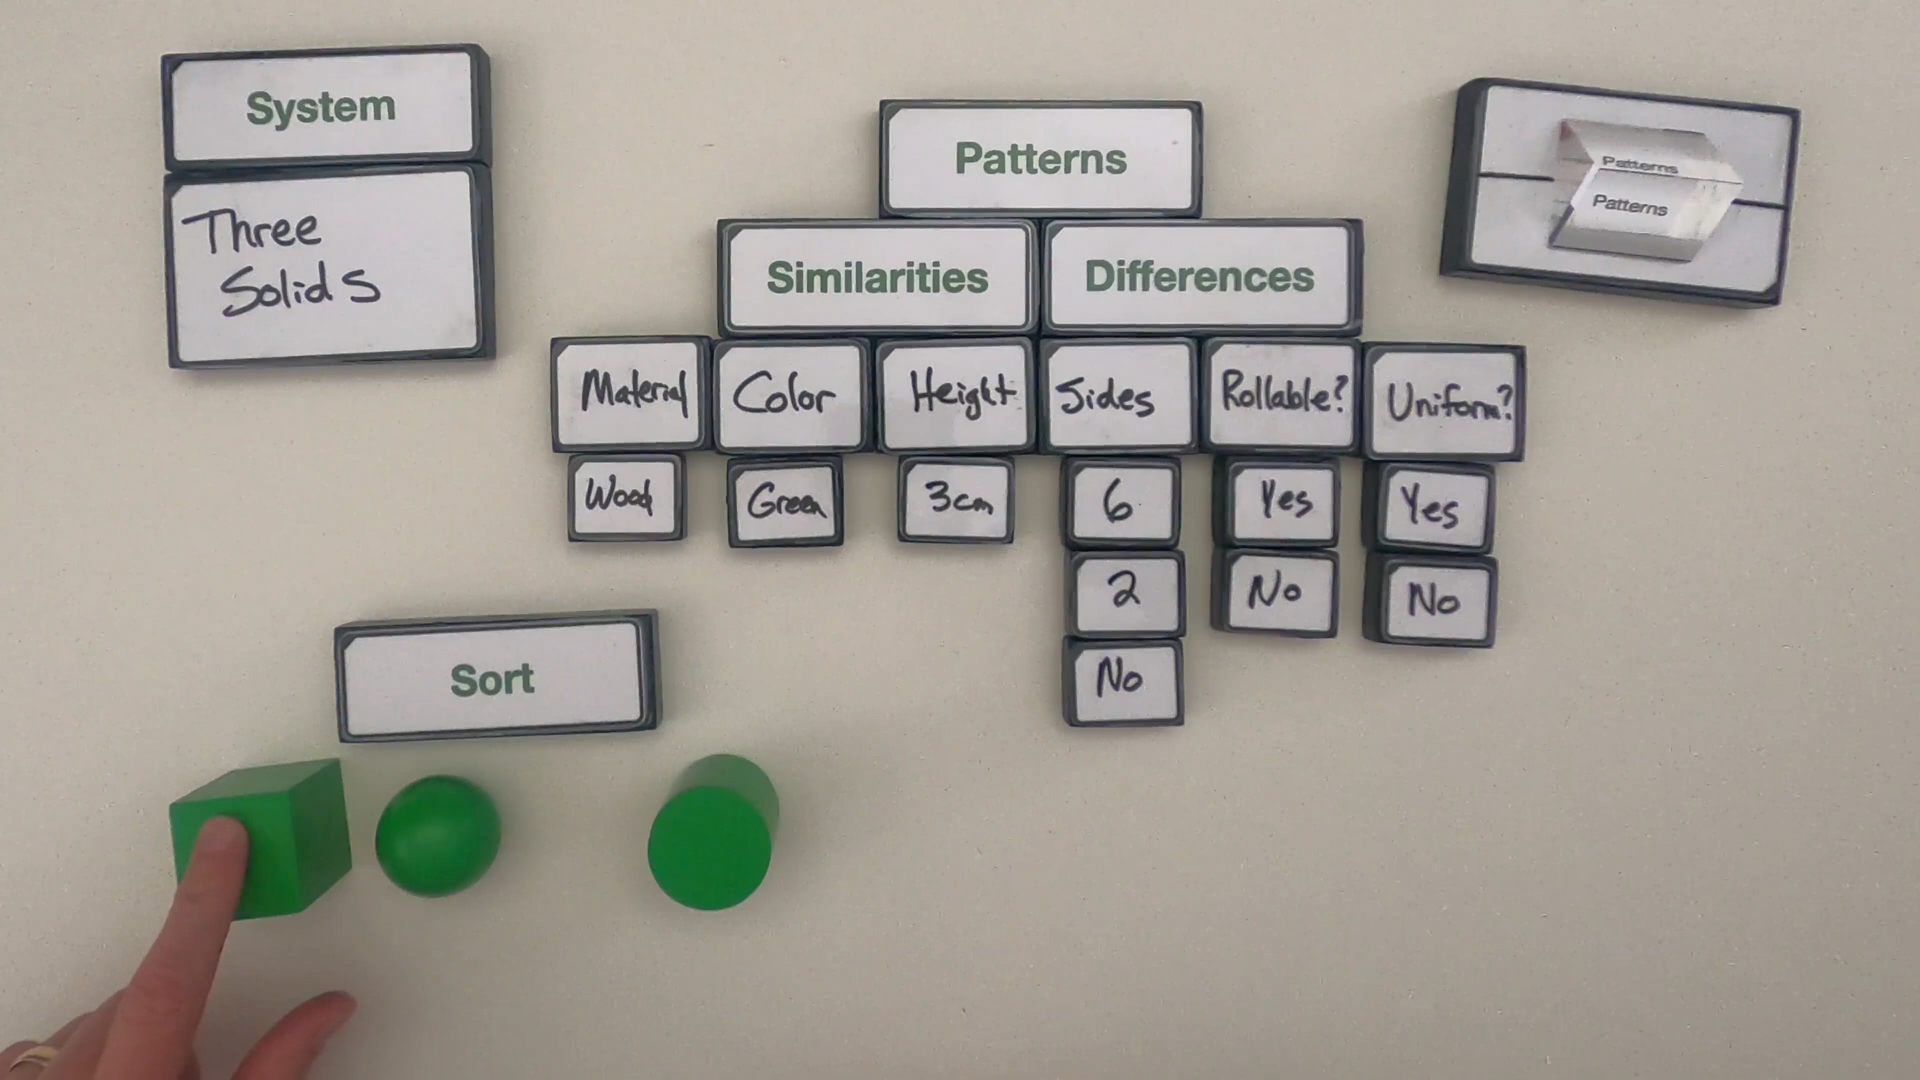 System
Three
Solids
Patterns
Similarities
Differences
Patterns
Patterns
Material
Color
Height
Sides
Rollable?
Uniform?
Wood
Green
3cm
6
Yes
Yes
2
No
No
No
Sort